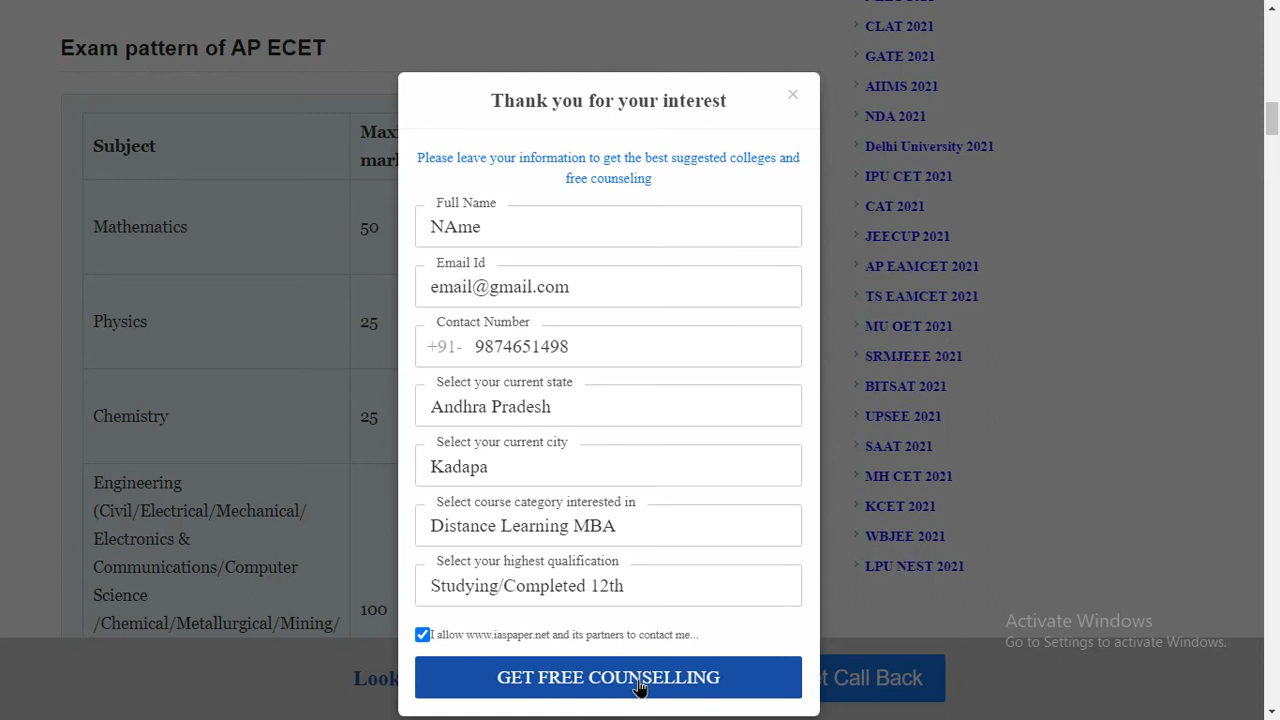 Exam pattern of AP ECET
Subject
Mathematics
50
Physics
25
Chemistry
25
Engineering
(Civil/Electrical/Mechanical/
Electronics &
Communications/Computer
Science
/Chemical/Metallurgical/Mining/
100
Thank you for your interest
×
Please leave your information to get the best suggested colleges and
free counseling
Full Name
NAme
Email Id
email@gmail.com
Contact Number
+91- 9874651498
Select your current state
Andhra Pradesh
Select your current city
Kadapa
Select course category interested in
Distance Learning MBA
Select your highest qualification
Studying/Completed 12th
I allow www.iaspaper.net and its partners to contact me...
GET FREE COUNSELLING
Call Back
CLAT 2021
GATE 2021
AIIMS 2021
NDA 2021
Delhi University 2021
IPU CET 2021
CAT 2021
JEECUP 2021
AP EAMCET 2021
TS EAMCET 2021
MU OET 2021
SRMJEEE 2021
BITSAT 2021
UPSEE 2021
SAAT 2021
MH CET 2021
KCET 2021
WBJEE 2021
LPU NEST 2021
Activate Windows
Go to Settings to activate Windows.